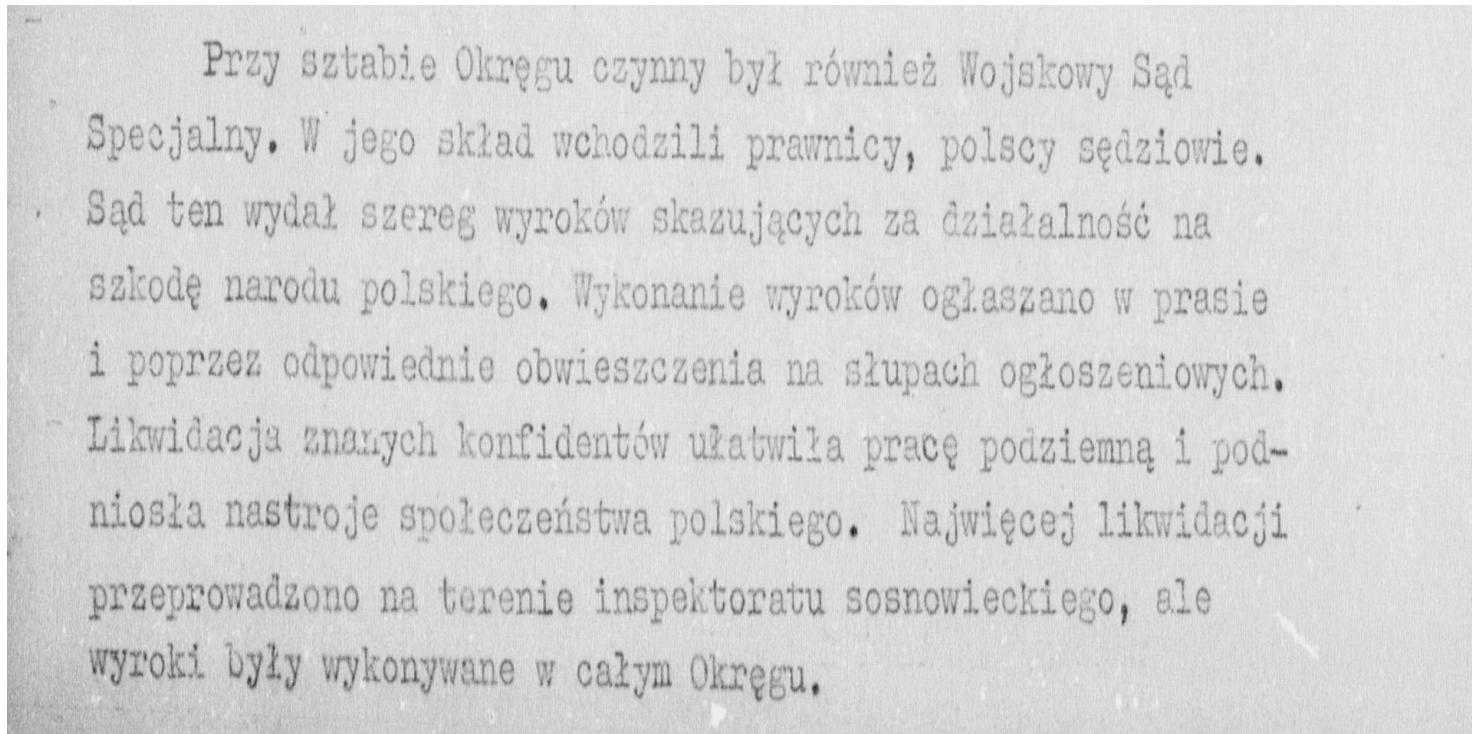 Przy sztabie Okręgu czynny był również Wojskowy Sąd
Specjalny. W jego skład wchodzili prawnicy, polscy sędziowie.
Sąd ten wydał szereg wyroków skazujących za działalność na
szkodę narodu polskiego. Wykonanie wyroków ogłaszano w prasie
i poprzez odpowiednie obwieszczenia na słupach ogłoszeniowych.
Likwidacja znanych konfidentów ułatwiła pracę podziemną i pod-
niosła nastroje społeczeństwa polskiego. Najwięcej likwidacji
przeprowadzono na terenie inspektoratu sosnowieckiego, ale
wyroki były wykonywane w całym Okręgu.